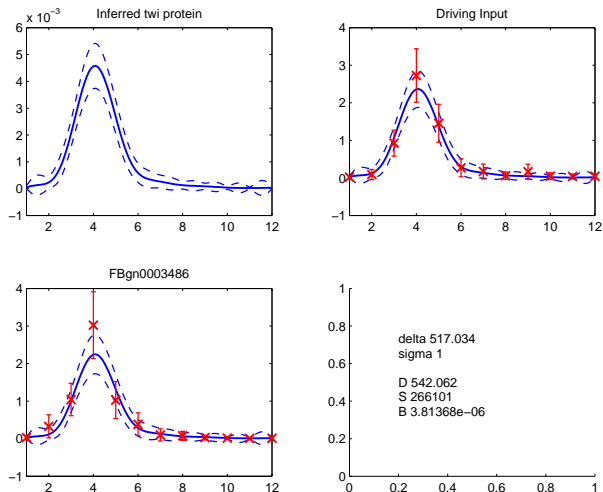 Inferred twi protein
x 10⁻³
6
5
4
3
2
1
0
−1
2 4 6 8 10 12
Driving Input
4
3
2
1
0
−1
2 4 6 8 10 12
FBgn0003486
4
3
2
1
0
−1
2 4 6 8 10 12
1
0.8
0.6
0.4
0.2
0
0 0.2 0.4 0.6 0.8 1
delta 517.034
sigma 1
D 542.062
S 266101
B 3.81368e−06